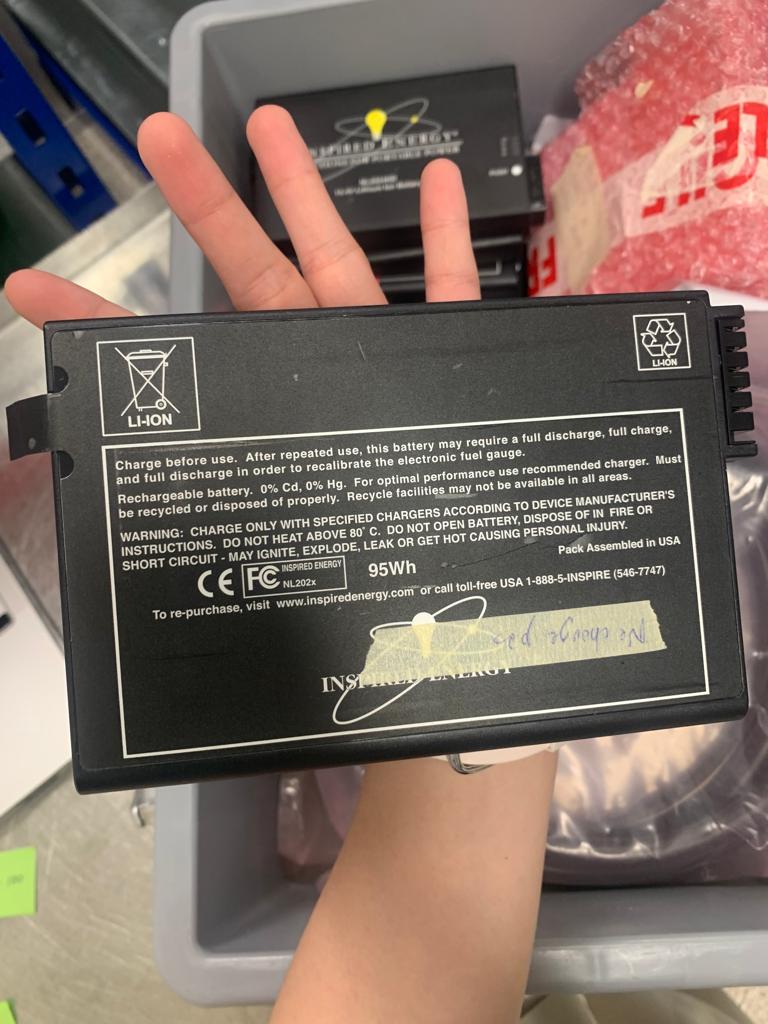 INSPIRED ENERGY
LI-ION
LI-ION
Charge before use. After repeated use, this battery may require a full discharge, full charge,
and full discharge in order to recalibrate the electronic fuel gauge.
Rechargeable battery. 0% Cd, 0% Hg. For optimal performance use recommended charger. Must
be recycled or disposed of properly. Recycle facilities may not be available in all areas.
WARNING: CHARGE ONLY WITH SPECIFIED CHARGERS ACCORDING TO DEVICE MANUFACTURER'S
INSTRUCTIONS. DO NOT HEAT ABOVE 80° C. DO NOT OPEN BATTERY, DISPOSE OF IN FIRE OR
SHORT CIRCUIT - MAY IGNITE, EXPLODE, LEAK OR GET HOT CAUSING PERSONAL INJURY.
Pack Assembled in USA
CE FC INSPIRED ENERGY 95Wh
NL202x
To re-purchase, visit www.inspiredenergy.com or call toll-free USA 1-888-5-INSPIRE (546-7747)
INSPIRED ENERGY